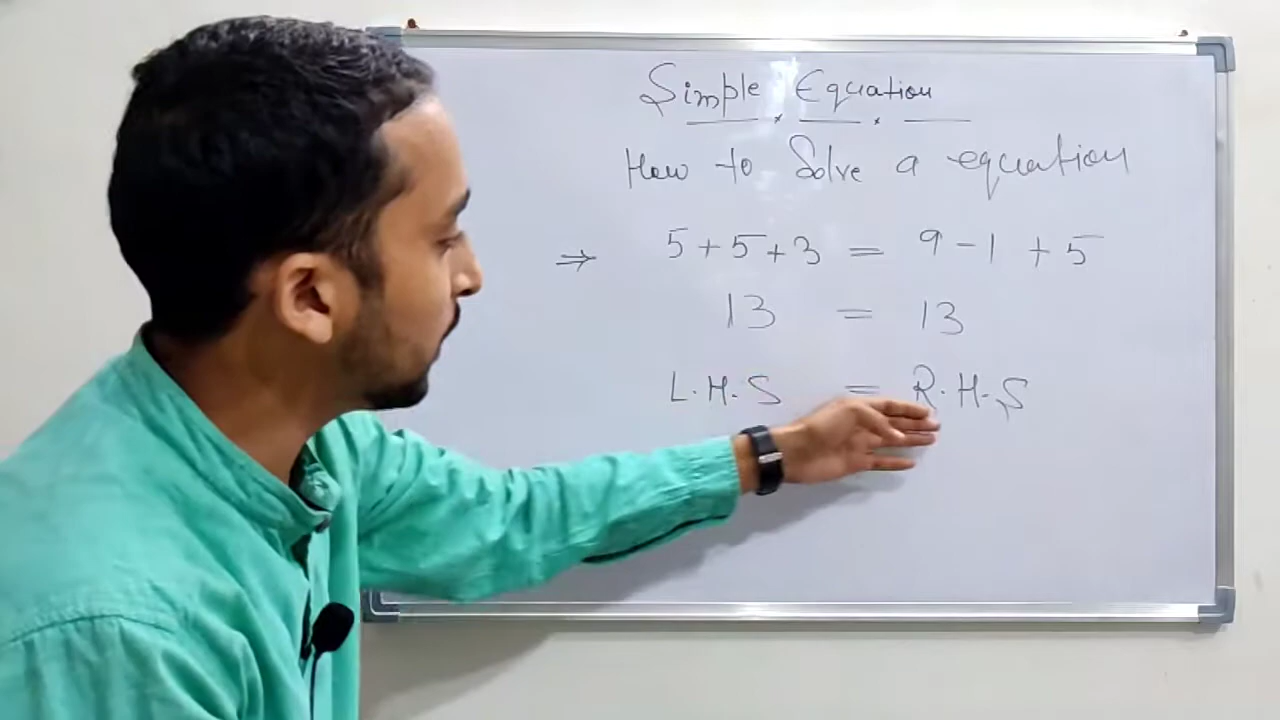 Simple Equation
How to Solve a equation
⇒ 5+5+3 = 9-1+5
13 = 13
L.H.S = R.H.S